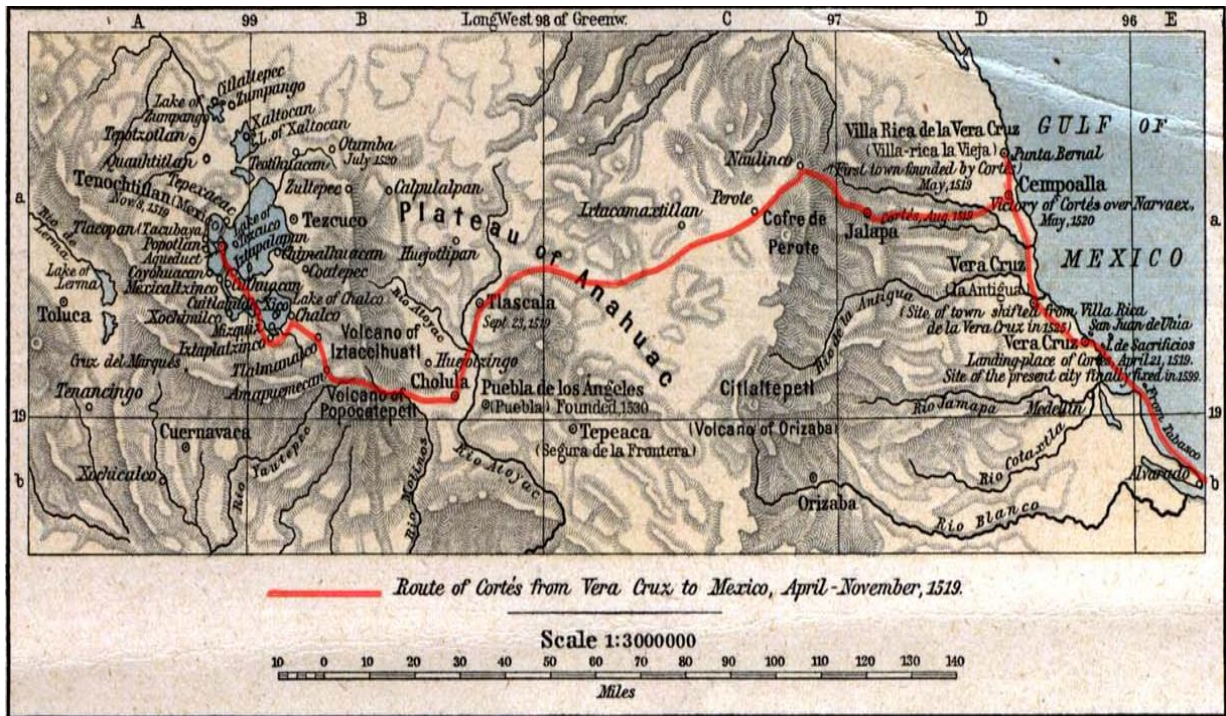 A 99 B Long. West 98 of Greenw. C 97 D 96 E
a
b
a
b
19
19
Citlaltepec
Zumpango
Lake of
Zumpango
Xaltocan
L. of Xaltocan
Tepotzotlan
Quauhtitlan
Otumba
July 1520
Teotihuacan
Zultepec
Calpulalpan
Tepexacac
Tenochtitlan (Mexico)
Nov. 8, 1519
Tezcuco
Lake of
Tezcuco
Tlacopan (Tacubaya)
Popotlan
Aqueduct
Coyohuacan
Mexicaltzinco
Iztapalapan
Chimalhuacan
Coatepec
Huejotlipan
Cuitlahuac
Xico
Lake of Chalco
Chalco
Xochimilco
Mizquic
Ixtaplatzinco
Rio de
Lerma
Lake of
Lerma
Toluca
Cruz del Marqués
Tlalmanalco
Amaquemecan
Tenancingo
Cuernavaca
Xochicalco
Rio Yautepec
Volcano of
Iztaccihuatl
Volcano of
Popocatepetl
Rio Atoyac
Huejotzingo
Cholula
Rio Molinos
Plateau of Anahuac
Tlascala
Sept. 23, 1519
Puebla de los Ángeles
(Puebla) Founded 1530
Tepeaca
(Segura de la Frontera)
Rio Atoyac
Ixtacamaxtitlan
Perote
Naulinco
Cofre de
Perote
Jalapa
Cortés, Aug. 1519
Citlaltepetl
(Volcano of Orizaba)
Orizaba
Villa Rica de la Vera Cruz
(Villa-rica la Vieja)
Punta Bernal
(First town founded by Cortés)
May, 1519
Cempoalla
Victory of Cortés over Narvaez,
May, 1520
GULF OF
MEXICO
Vera Cruz
(la Antigua)
Rio de la Antigua
(Site of town shifted from Villa Rica
de la Vera Cruz in 1525)
San Juan de Ulúa
Vera Cruz
I. de Sacrificios
Landing-place of Cortés April 21, 1519.
Site of the present city finally fixed in 1599.
Rio Jamapa
Medellin
Rio Cotaxtla
Rio Blanco
From Tabasco
Alvarado
Route of Cortés from Vera Cruz to Mexico, April-November, 1519.
Scale 1:3000000
10 0 10 20 30 40 50 60 70 80 90 100 110 120 130 140
Miles